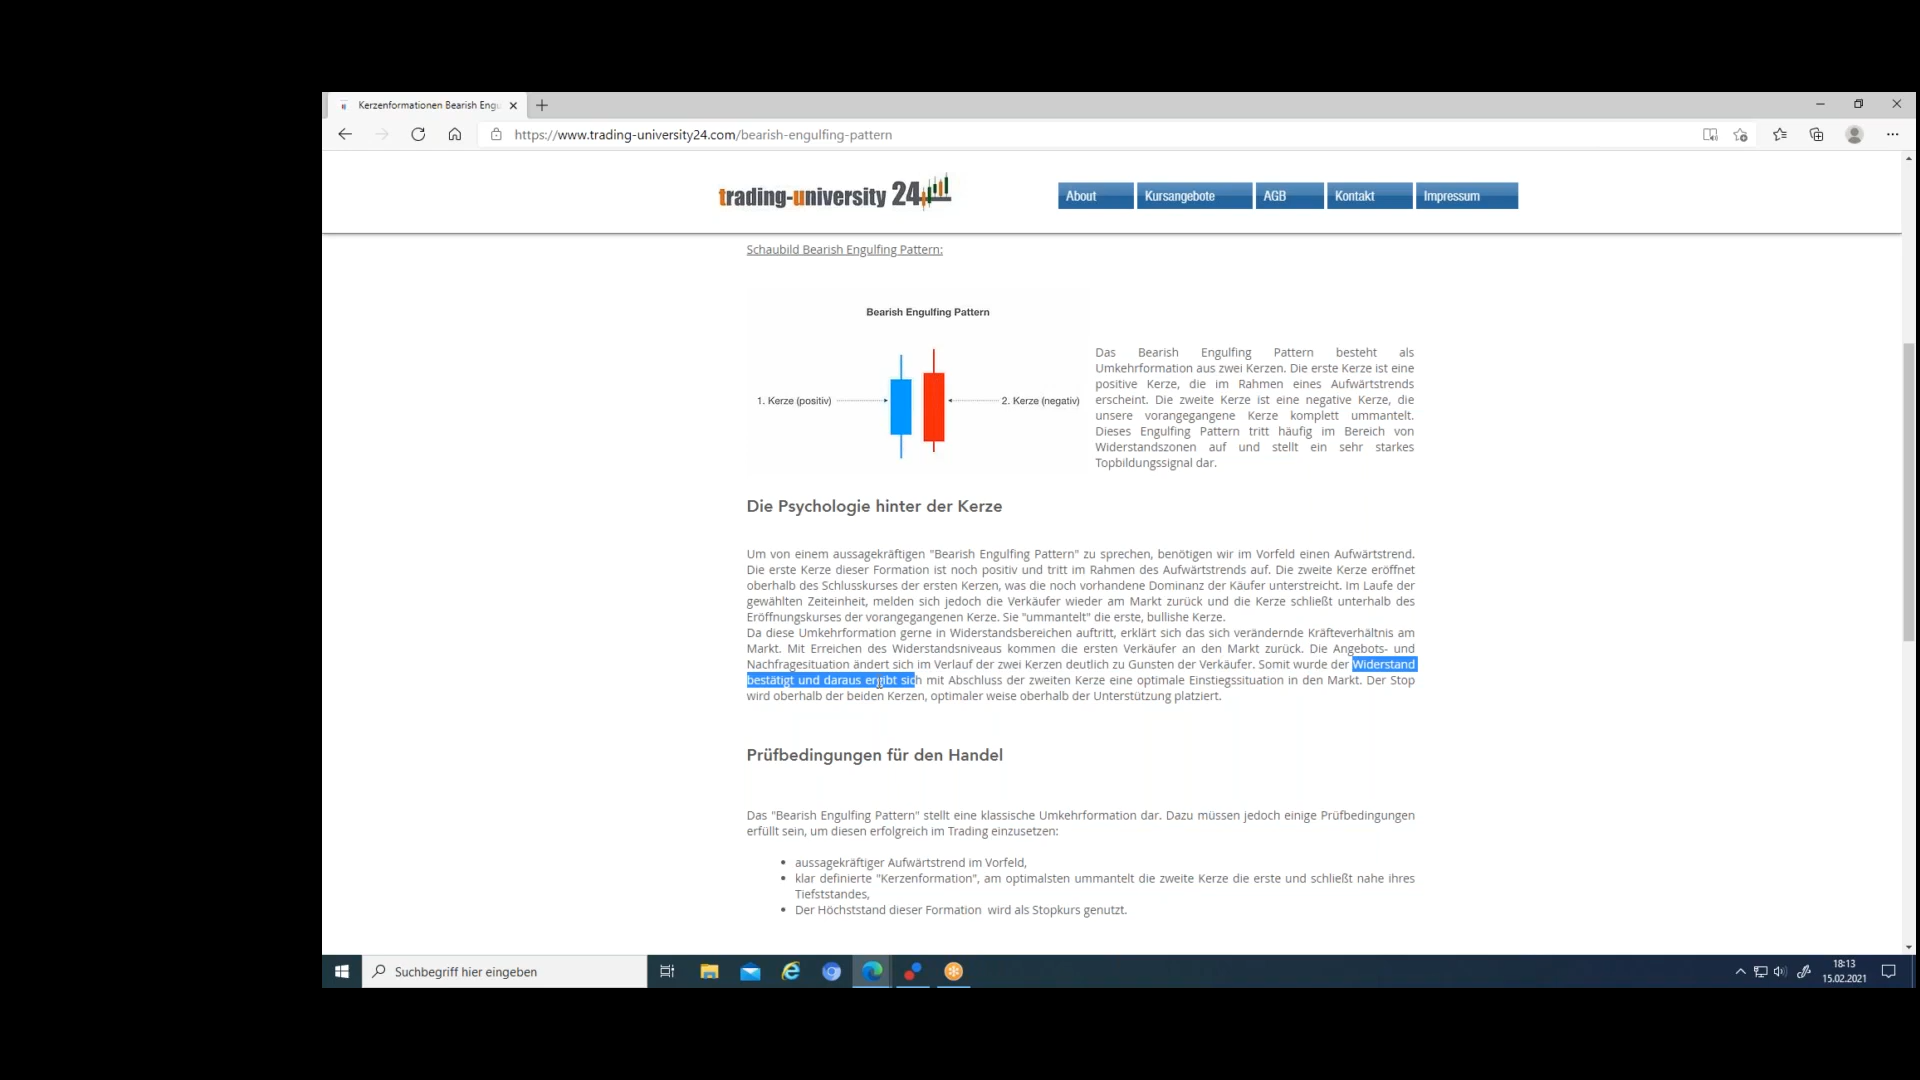 Kerzenformationen Bearish Engu
https://www.trading-university24.com/bearish-engulfing-pattern
trading-university 24
About
Kursangebote
AGB
Kontakt
Impressum
Schaubild Bearish Engulfing Pattern:
Bearish Engulfing Pattern
1. Kerze (positiv)
2. Kerze (negativ)
Das Bearish Engulfing Pattern besteht als
Umkehrformation aus zwei Kerzen. Die erste Kerze ist eine
positive Kerze, die im Rahmen eines Aufwärtstrends
erscheint. Die zweite Kerze ist eine negative Kerze, die
unsere vorangegangene Kerze komplett ummantelt.
Dieses Engulfing Pattern tritt häufig im Bereich von
Widerstandszonen auf und stellt ein sehr starkes
Topbildungssignal dar.
Die Psychologie hinter der Kerze
Um von einem aussagekräftigen "Bearish Engulfing Pattern" zu sprechen, benötigen wir im Vorfeld einen Aufwärtstrend.
Die erste Kerze dieser Formation ist noch positiv und tritt im Rahmen des Aufwärtstrends auf. Die zweite Kerze eröffnet
oberhalb des Schlusskurses der ersten Kerzen, was die noch vorhandene Dominanz der Käufer unterstreicht. Im Laufe der
gewählten Zeiteinheit, melden sich jedoch die Verkäufer wieder am Markt zurück und die Kerze schließt unterhalb des
Eröffnungskurses der vorangegangenen Kerze. Sie "ummantelt" die erste, bullishe Kerze.
Da diese Umkehrformation gerne in Widerstandsbereichen auftritt, erklärt sich das sich verändernde Kräfteverhältnis am
Markt. Mit Erreichen des Widerstandsniveaus kommen die ersten Verkäufer an den Markt zurück. Die Angebots- und
Nachfragesituation ändert sich im Verlauf der zwei Kerzen deutlich zu Gunsten der Verkäufer. Somit wurde der Widerstand
bestätigt und daraus ergibt sich mit Abschluss der zweiten Kerze eine optimale Einstiegssituation in den Markt. Der Stop
wird oberhalb der beiden Kerzen, optimaler weise oberhalb der Unterstützung platziert.
Prüfbedingungen für den Handel
Das "Bearish Engulfing Pattern" stellt eine klassische Umkehrformation dar. Dazu müssen jedoch einige Prüfbedingungen
erfüllt sein, um diesen erfolgreich im Trading einzusetzen:
• aussagekräftiger Aufwärtstrend im Vorfeld,
• klar definierte "Kerzenformation", am optimalsten ummantelt die zweite Kerze die erste und schließt nahe ihres
Tiefststandes,
• Der Höchststand dieser Formation wird als Stopkurs genutzt.
Suchbegriff hier eingeben
18:13
15.02.2021